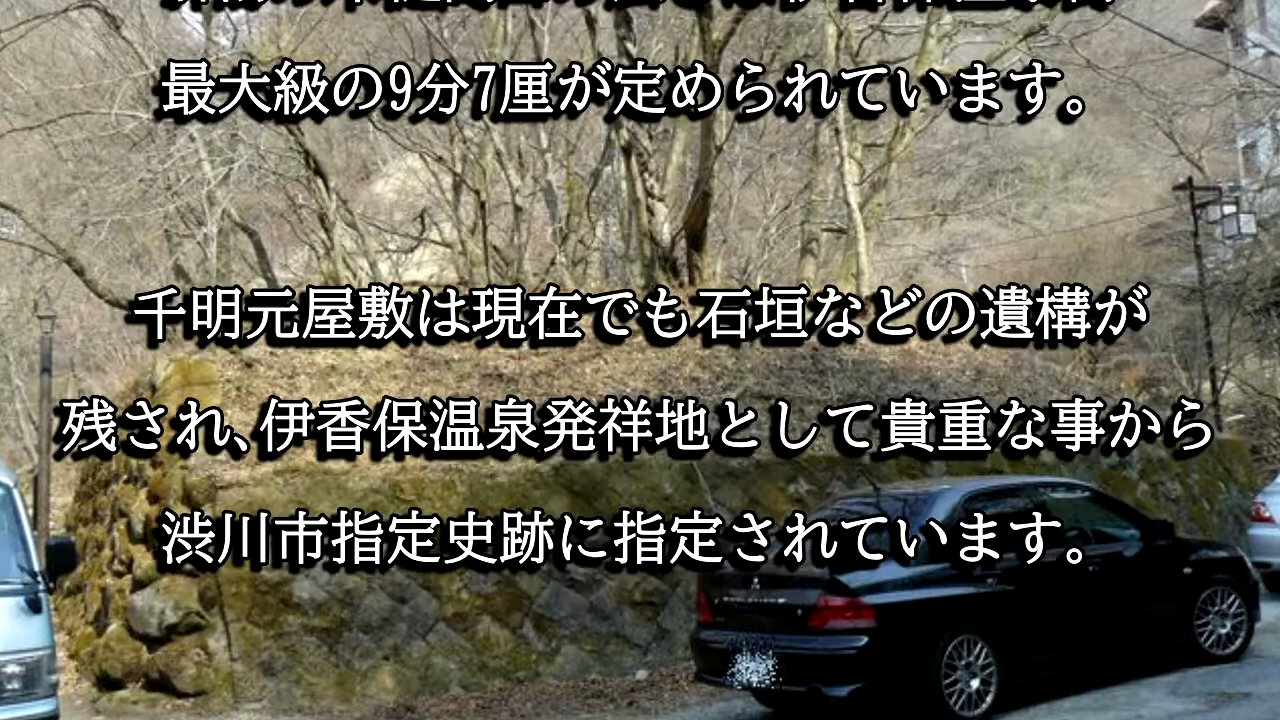 最大級の9分7厘が定められています。
千明元屋敷は現在でも石垣などの遺構が
残され、伊香保温泉発祥地として貴重な事から
渋川市指定史跡に指定されています。